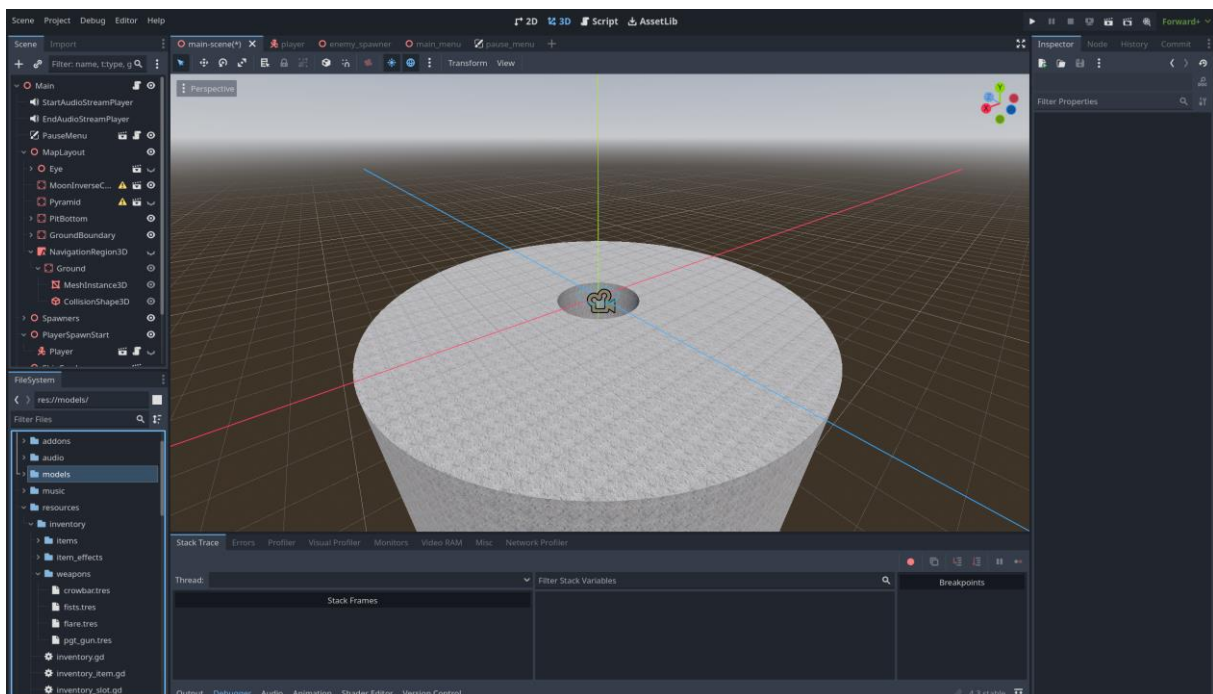 Scene Project Debug Editor Help
2D 3D Script AssetLib
Forward+
Scene Import
main-scene(*) player enemy_spawner main_menu pause_menu
Inspector Node History Commit
Filter: name, t:type, g
Transform View
Main
Perspective
Filter Properties
StartAudioStreamPlayer
EndAudioStreamPlayer
PauseMenu
MapLayout
Eye
MoonInverseC...
Pyramid
PitBottom
GroundBoundary
NavigationRegion3D
Ground
MeshInstance3D
CollisionShape3D
Spawners
PlayerSpawnStart
Player
FileSystem
res://models/
Filter Files
addons
audio
models
music
resources
inventory
items
item_effects
weapons
crowbar.tres
fists.tres
flare.tres
pgt_gun.tres
inventory.gd
inventory_item.gd
inventory_slot.gd
Y
Z
Stack Trace Errors Profiler Visual Profiler Monitors Video RAM Misc Network Profiler
Thread: Filter Stack Variables Breakpoints
Stack Frames
Output Debugger Audio Animation Shader Editor Version Control
4.3.stable